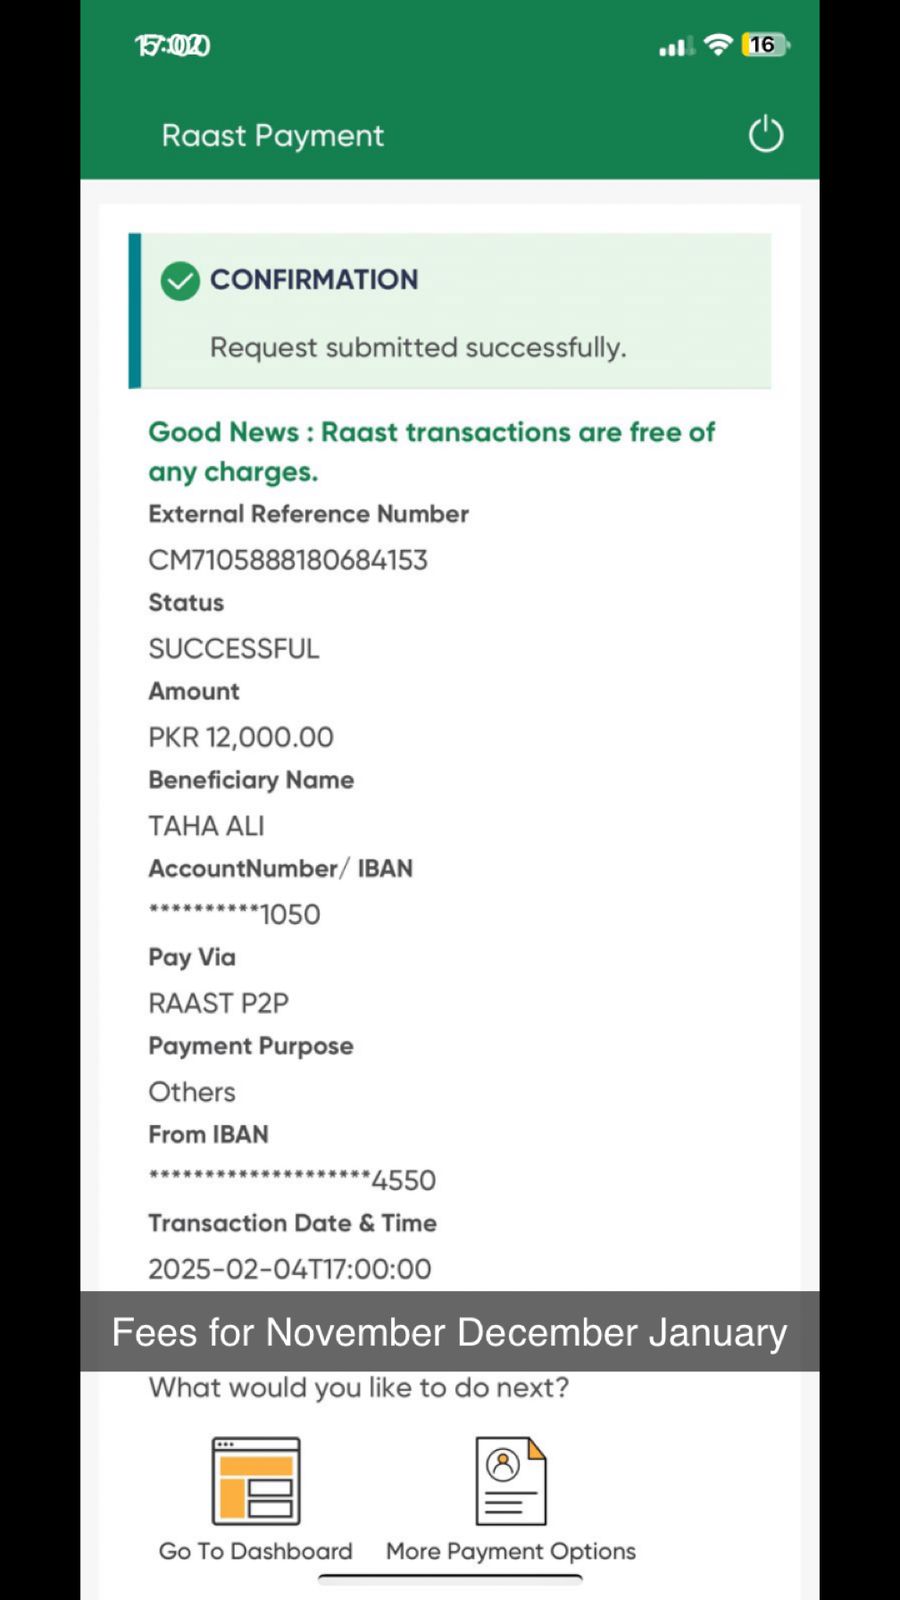 16
Raast Payment
CONFIRMATION
Request submitted successfully.
Good News : Raast transactions are free of
any charges.
External Reference Number
CM7105888180684153
Status
SUCCESSFUL
Amount
PKR 12,000.00
Beneficiary Name
TAHA ALI
AccountNumber/ IBAN
**********1050
Pay Via
RAAST P2P
Payment Purpose
Others
From IBAN
********************4550
Transaction Date & Time
2025-02-04T17:00:00
Fees for November December January
What would you like to do next?
Go To Dashboard More Payment Options